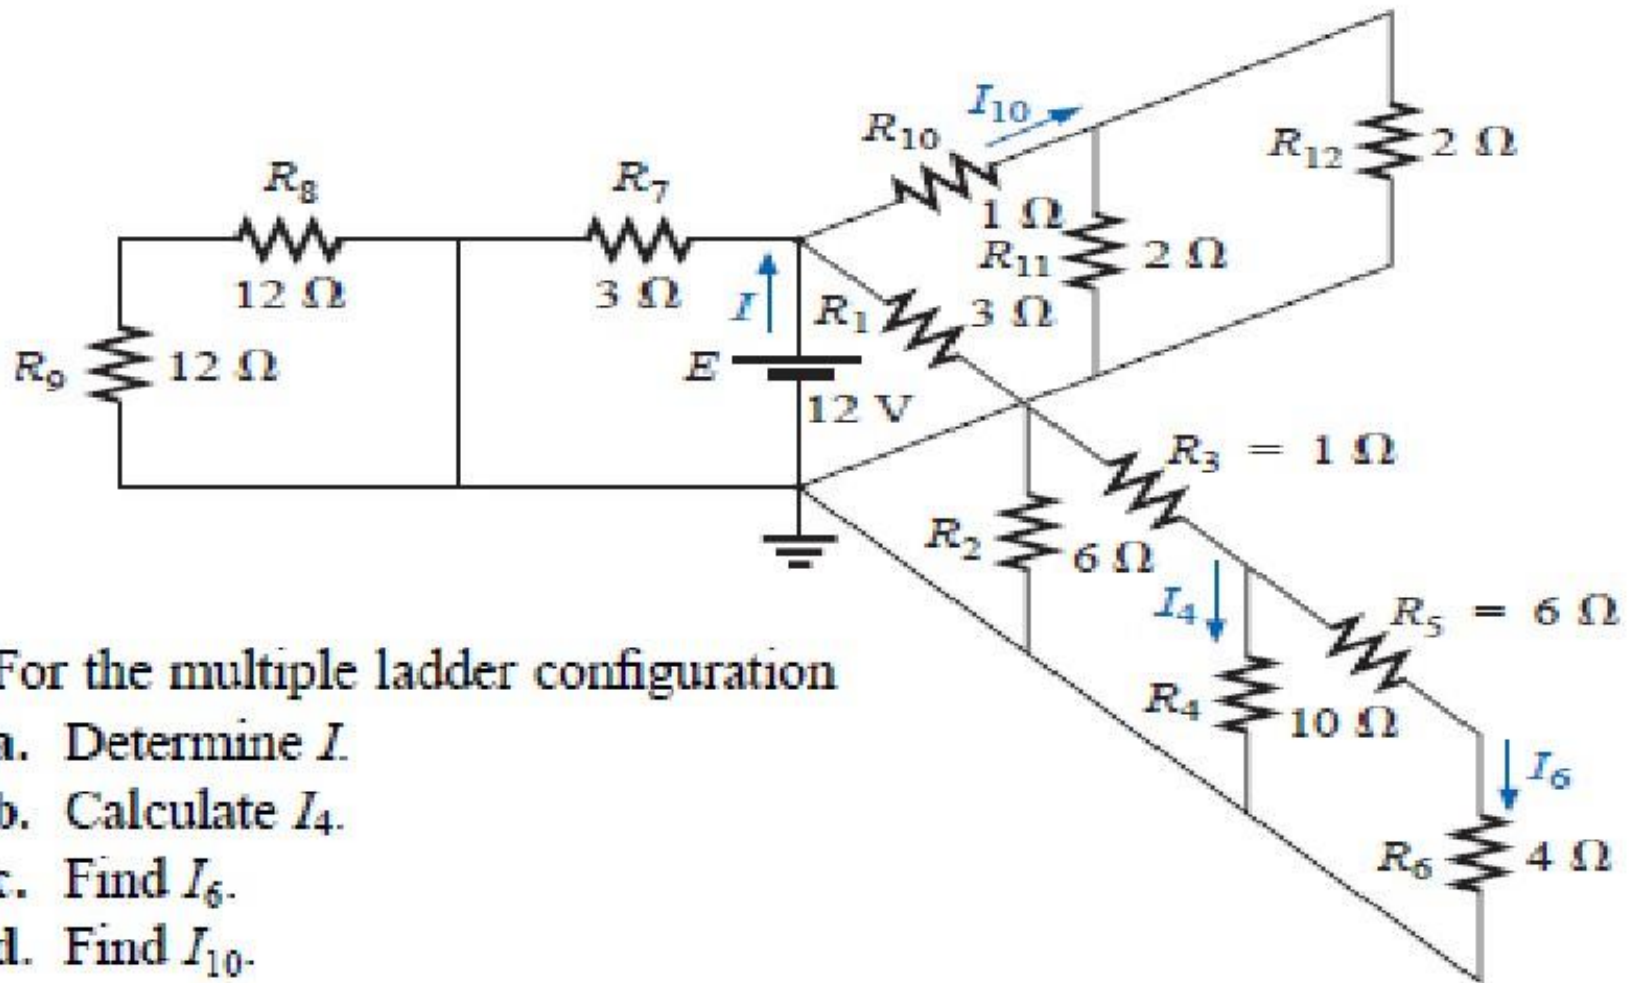 I₁₀
R₁₀
R₁₂ 2 Ω
R₈ R₇
1 Ω
R₁₁ 2 Ω
12 Ω 3 Ω I R₁ 3 Ω
R₉ 12 Ω E
12 V
R₃ = 1 Ω
R₂ 6 Ω
I₄ R₅ = 6 Ω
R₄ 10 Ω
I₆
R₆ 4 Ω
For the multiple ladder configuration
a. Determine I.
b. Calculate I₄.
c. Find I₆.
d. Find I₁₀.